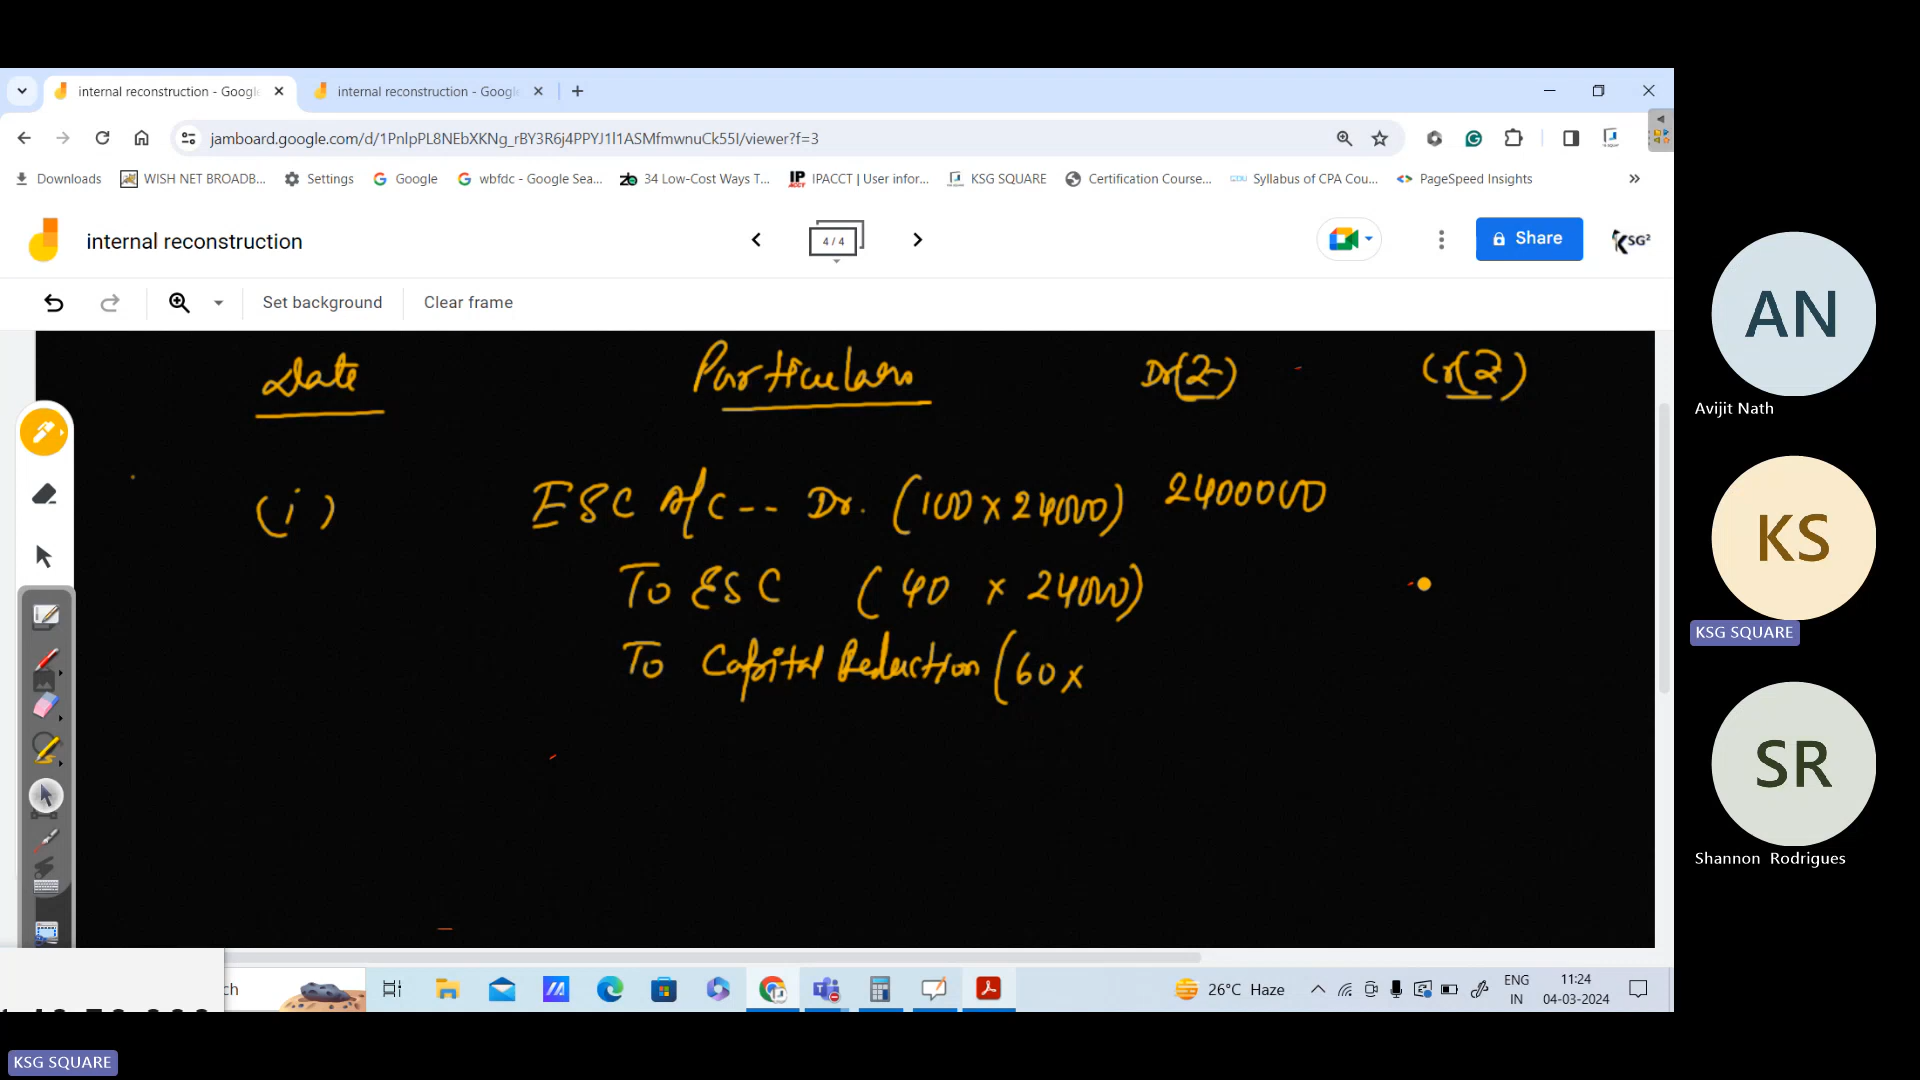 internal reconstruction - Google
internal reconstruction - Google
jamboard.google.com/d/1PnlpPL8NEbXKNg_rBY3R6j4PPYJ1l1ASMfmwnuCk55I/viewer?f=3
Downloads
WISH NET BROADB...
Settings
Google
wbfdc - Google Sea...
34 Low-Cost Ways T...
IPACCT | User infor...
KSG SQUARE
Certification Course...
Syllabus of CPA Cou...
PageSpeed Insights
internal reconstruction
4 / 4
Share
KSG²
Set background
Clear frame
Date Particulars Dr(₹) Cr(₹)
(i) ESC A/C -- Dr. (100 x 24000) 2400000
To ESC (40 x 24000)
To Capital Reduction (60 x
AN
Avijit Nath
KS
KSG SQUARE
SR
Shannon Rodrigues
ch
26°C Haze
ENG
IN
11:24
04-03-2024
KSG SQUARE